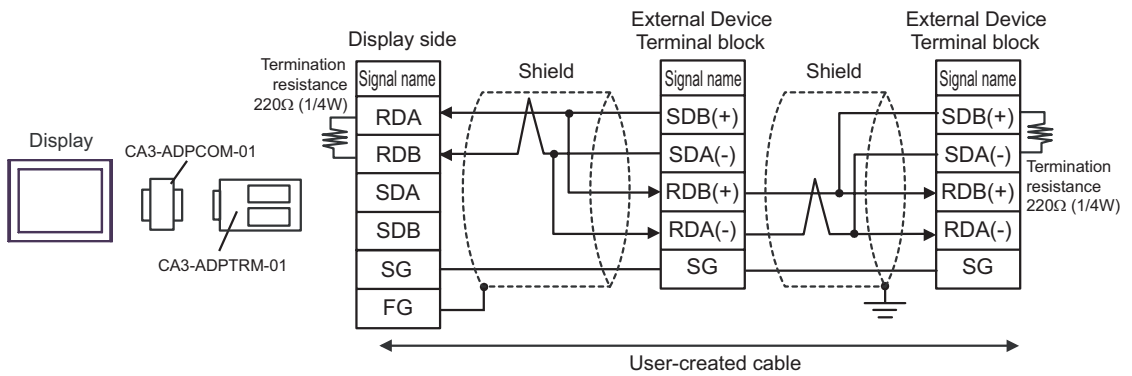 Display
CA3-ADPCOM-01
CA3-ADPTRM-01
Termination
resistance
220Ω (1/4W)
Display side
Signal name
RDA
RDB
SDA
SDB
SG
FG
Shield
External Device
Terminal block
Signal name
SDB(+)
SDA(-)
RDB(+)
RDA(-)
SG
Shield
External Device
Terminal block
Signal name
SDB(+)
SDA(-)
RDB(+)
RDA(-)
SG
Termination
resistance
220Ω (1/4W)
User-created cable